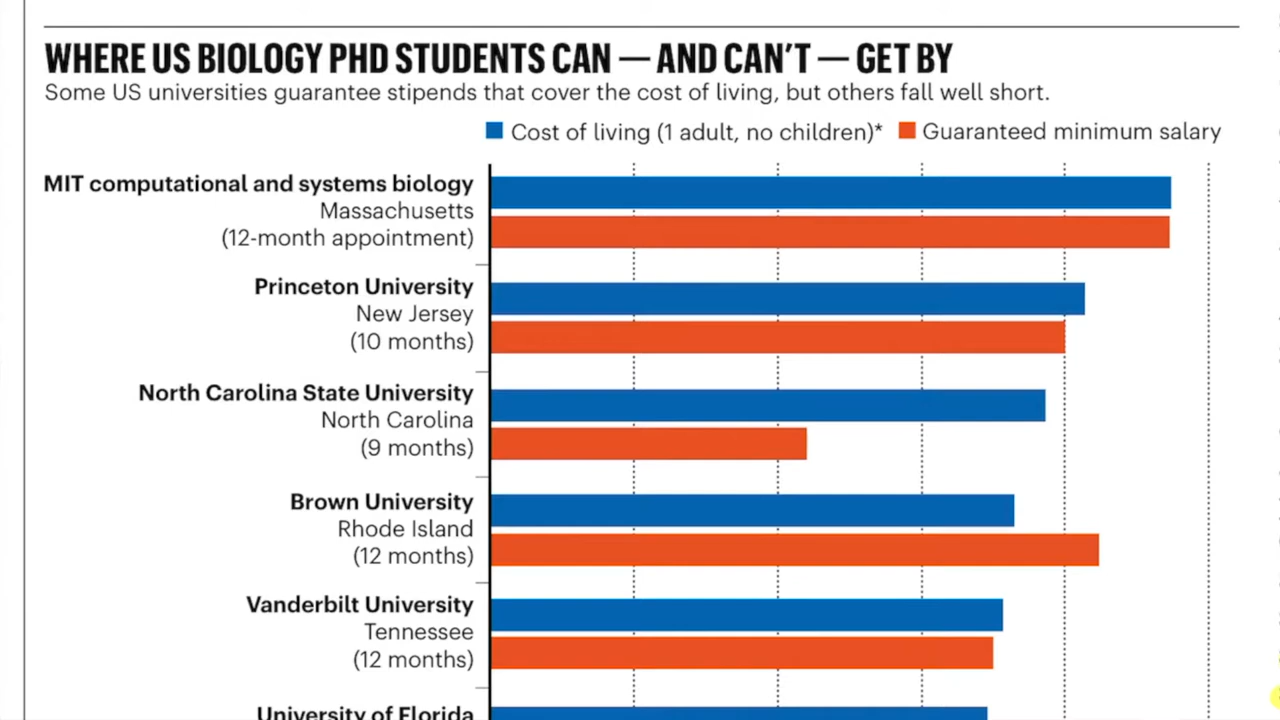 WHERE US BIOLOGY PHD STUDENTS CAN — AND CAN'T — GET BY
Some US universities guarantee stipends that cover the cost of living, but others fall well short.
Cost of living (1 adult, no children)* Guaranteed minimum salary
MIT computational and systems biology
Massachusetts
(12-month appointment)
Princeton University
New Jersey
(10 months)
North Carolina State University
North Carolina
(9 months)
Brown University
Rhode Island
(12 months)
Vanderbilt University
Tennessee
(12 months)
University of Florida